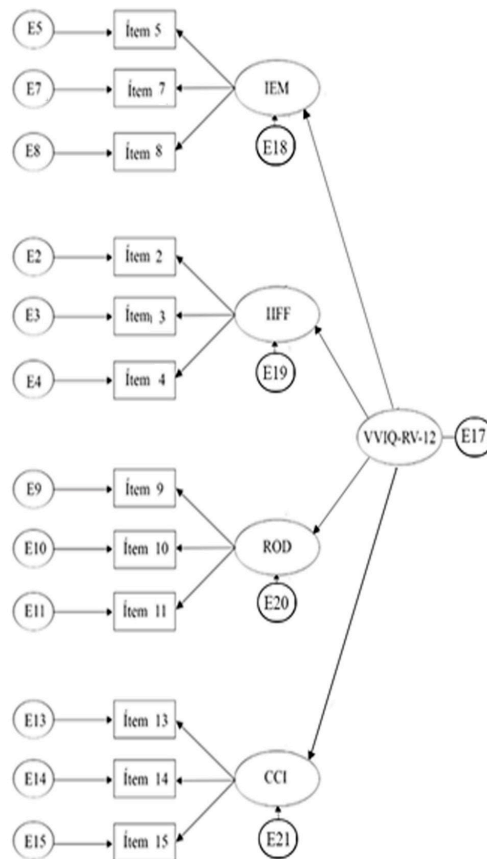 E5 Ítem 5
E7 Ítem 7 IEM
E8 Ítem 8 E18
E2 Ítem 2
E3 Ítem 3 IIFF
E4 Ítem 4 E19
VVIQ-RV-12 E17
E9 Ítem 9
E10 Ítem 10 ROD
E11 Ítem 11 E20
E13 Ítem 13
E14 Ítem 14 CCI
E15 Ítem 15 E21